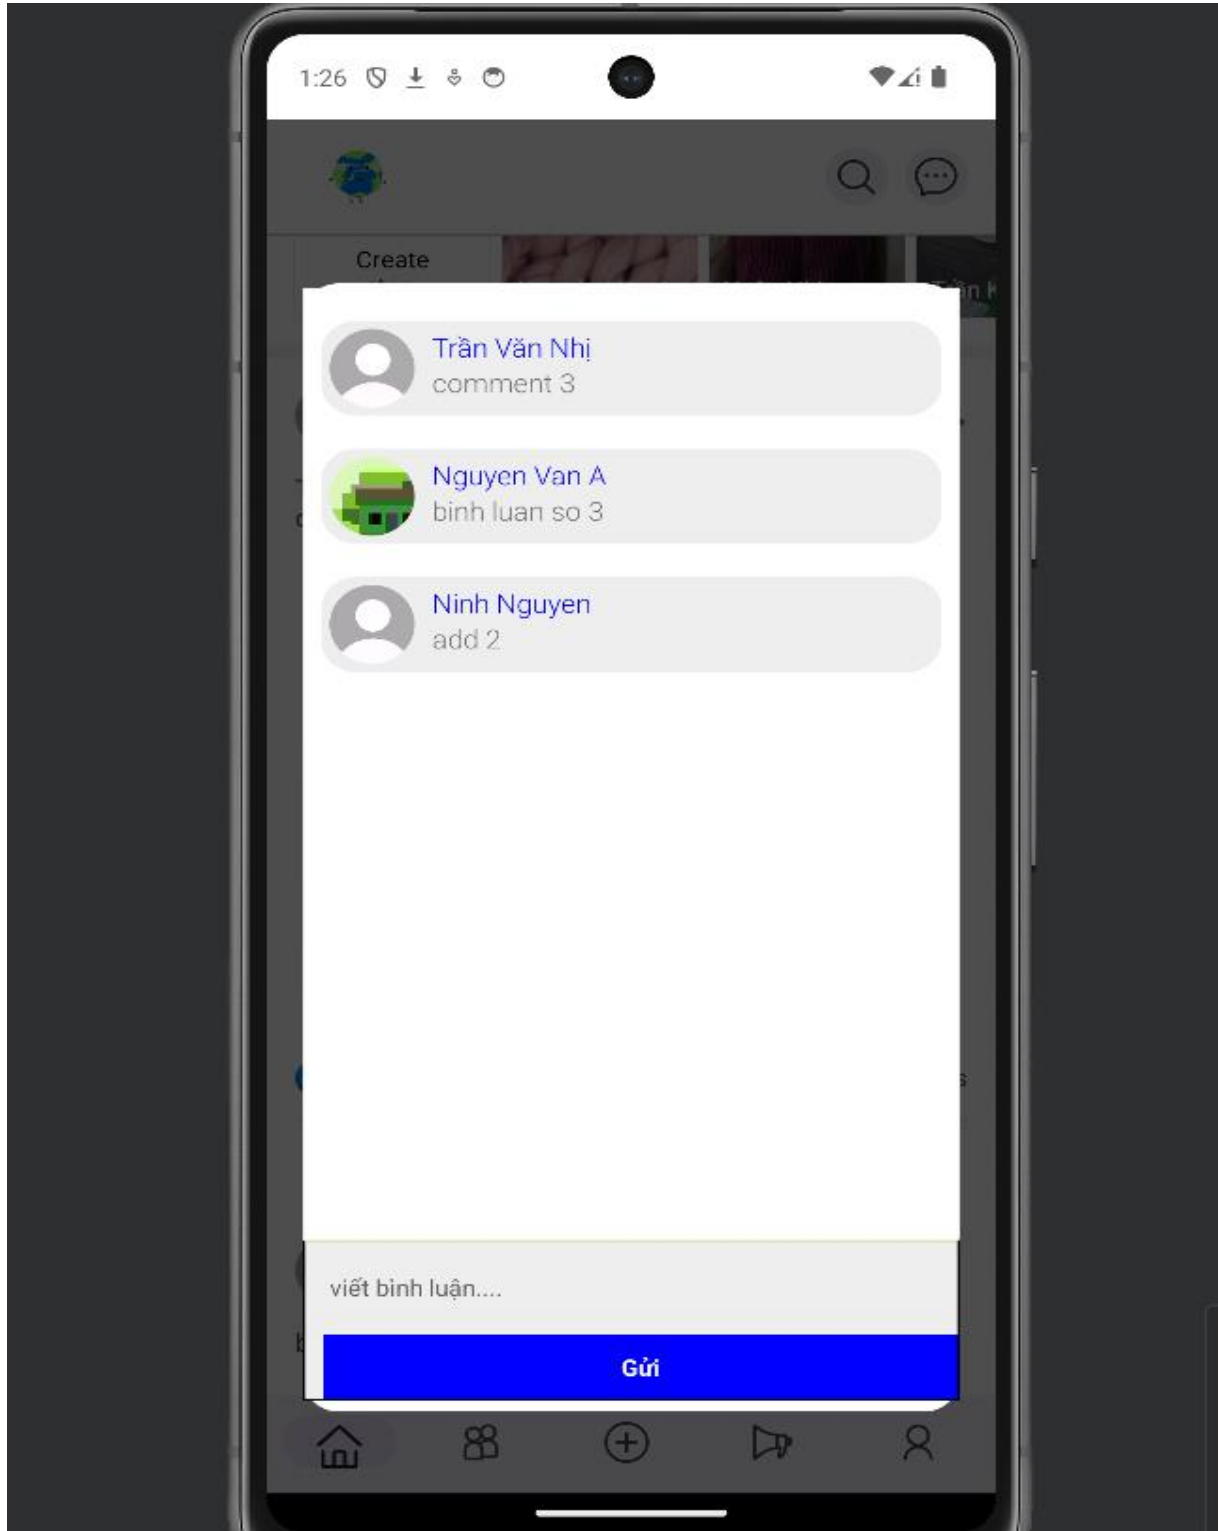 1:26
Create
Trần Văn Nhị
comment 3
Nguyen Van A
binh luan so 3
Ninh Nguyen
add 2
viết bình luận....
Gửi